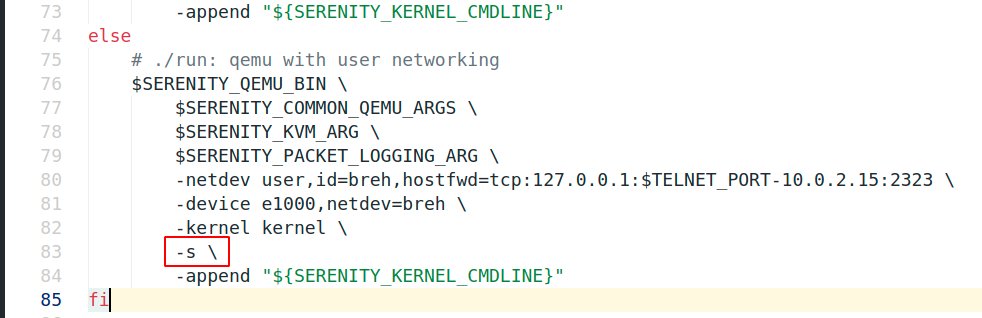 73 -append "${SERENITY_KERNEL_CMDLINE}"
74 else
75 # ./run: qemu with user networking
76 $SERENITY_QEMU_BIN \
77 $SERENITY_COMMON_QEMU_ARGS \
78 $SERENITY_KVM_ARG \
79 $SERENITY_PACKET_LOGGING_ARG \
80 -netdev user,id=breh,hostfwd=tcp:127.0.0.1:$TELNET_PORT-10.0.2.15:2323 \
81 -device e1000,netdev=breh \
82 -kernel kernel \
83 -s \
84 -append "${SERENITY_KERNEL_CMDLINE}"
85 fi